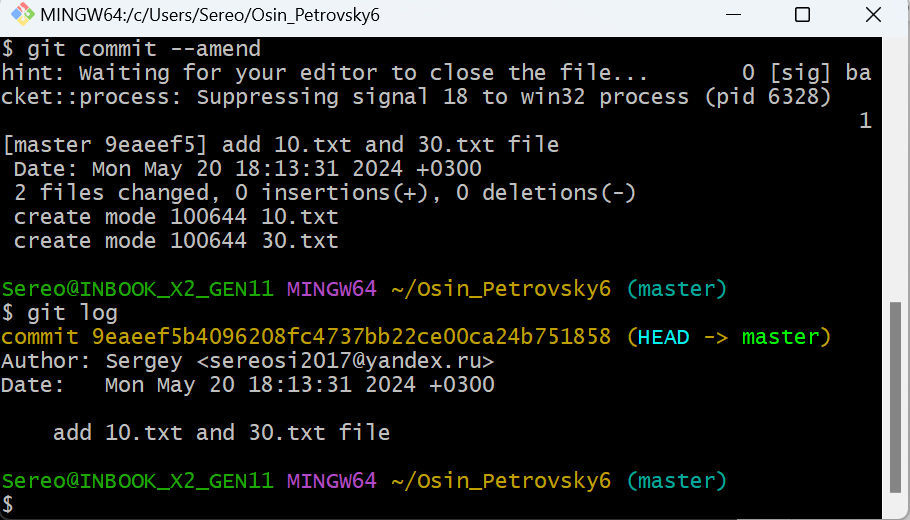 MINGW64:/c/Users/Sereo/Osin_Petrovsky6
$ git commit --amend
hint: Waiting for your editor to close the file...       0 [sig] ba
cket::process: Suppressing signal 18 to win32 process (pid 6328)
1
[master 9eaeef5] add 10.txt and 30.txt file
 Date: Mon May 20 18:13:31 2024 +0300
 2 files changed, 0 insertions(+), 0 deletions(-)
 create mode 100644 10.txt
 create mode 100644 30.txt
Sereo@INBOOK_X2_GEN11 MINGW64 ~/Osin_Petrovsky6 (master)
$ git log
commit 9eaeef5b4096208fc4737bb22ce00ca24b751858 (HEAD -> master)
Author: Sergey <sereosi2017@yandex.ru>
Date:   Mon May 20 18:13:31 2024 +0300
    add 10.txt and 30.txt file
Sereo@INBOOK_X2_GEN11 MINGW64 ~/Osin_Petrovsky6 (master)
$